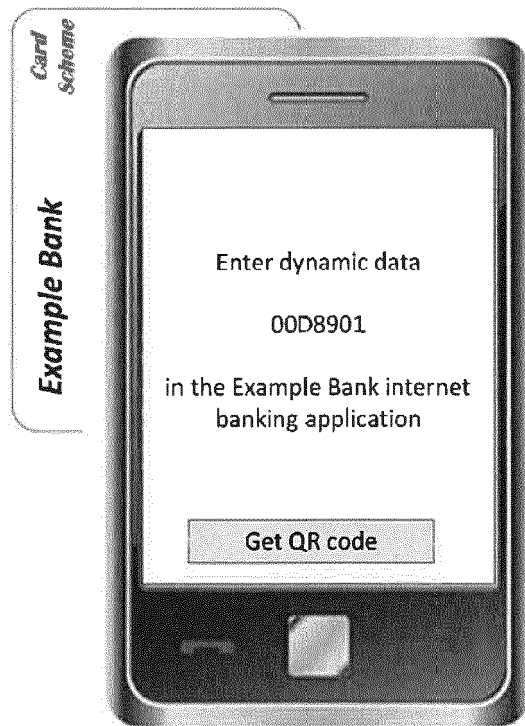 Card
Scheme
Example Bank
Enter dynamic data
00D8901
in the Example Bank internet
banking application
Get QR code